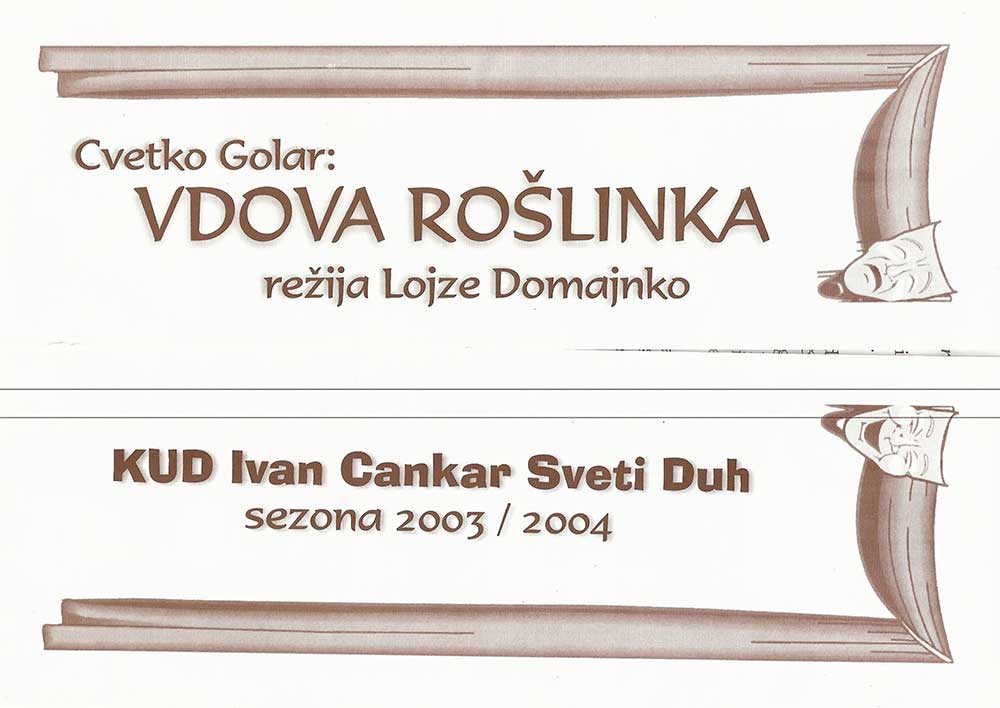 Cvetko Golar:
VDOVA ROŠLINKA
režija Lojze Domajnko
KUD Ivan Cankar Sveti Duh
sezona 2003 / 2004